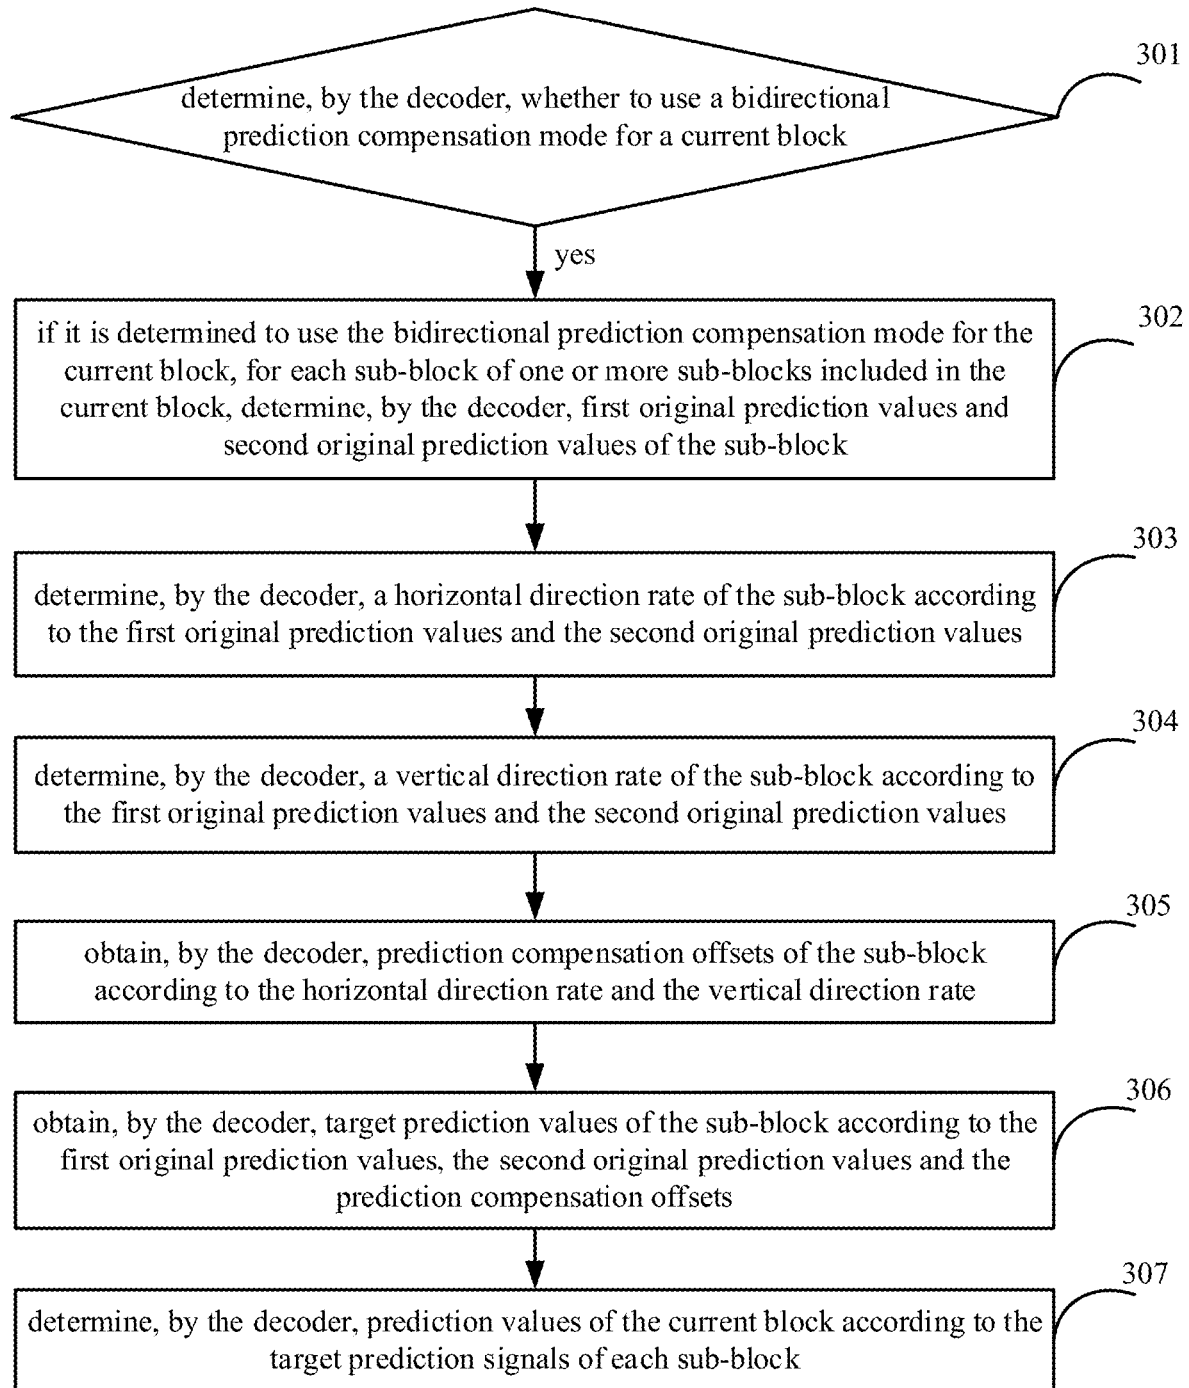 301
determine, by the decoder, whether to use a bidirectional
prediction compensation mode for a current block
yes
302
if it is determined to use the bidirectional prediction compensation mode for the
current block, for each sub-block of one or more sub-blocks included in the
current block, determine, by the decoder, first original prediction values and
second original prediction values of the sub-block
303
determine, by the decoder, a horizontal direction rate of the sub-block according
to the first original prediction values and the second original prediction values
304
determine, by the decoder, a vertical direction rate of the sub-block according to
the first original prediction values and the second original prediction values
305
obtain, by the decoder, prediction compensation offsets of the sub-block
according to the horizontal direction rate and the vertical direction rate
306
obtain, by the decoder, target prediction values of the sub-block according to the
first original prediction values, the second original prediction values and the
prediction compensation offsets
307
determine, by the decoder, prediction values of the current block according to the
target prediction signals of each sub-block